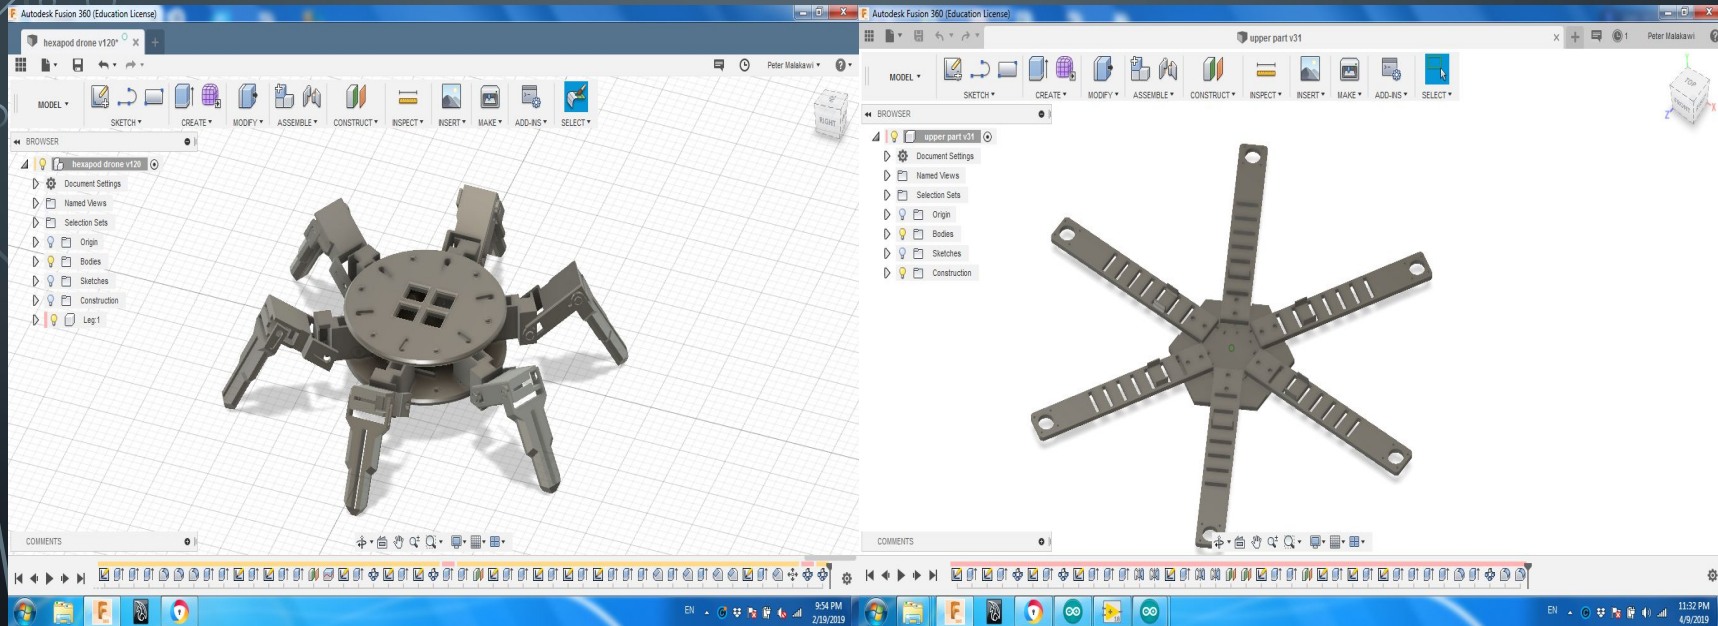 Autodesk Fusion 360 (Education License)
hexapod drone v120*
Peter Malakawi
MODEL
SKETCH
CREATE
MODIFY
ASSEMBLE
CONSTRUCT
INSPECT
INSERT
MAKE
ADD-INS
SELECT
RIGHT
BROWSER
hexapod drone v120
Document Settings
Named Views
Selection Sets
Origin
Bodies
Sketches
Construction
Leg:1
COMMENTS
EN
9:54 PM
2/19/2019
Autodesk Fusion 360 (Education License)
upper part v31
1
Peter Malakawi
MODEL
SKETCH
CREATE
MODIFY
ASSEMBLE
CONSTRUCT
INSPECT
INSERT
MAKE
ADD-INS
SELECT
TOP
FRONT
X
Z
BROWSER
upper part v31
Document Settings
Named Views
Selection Sets
Origin
Bodies
Sketches
Construction
COMMENTS
EN
11:32 PM
4/9/2019